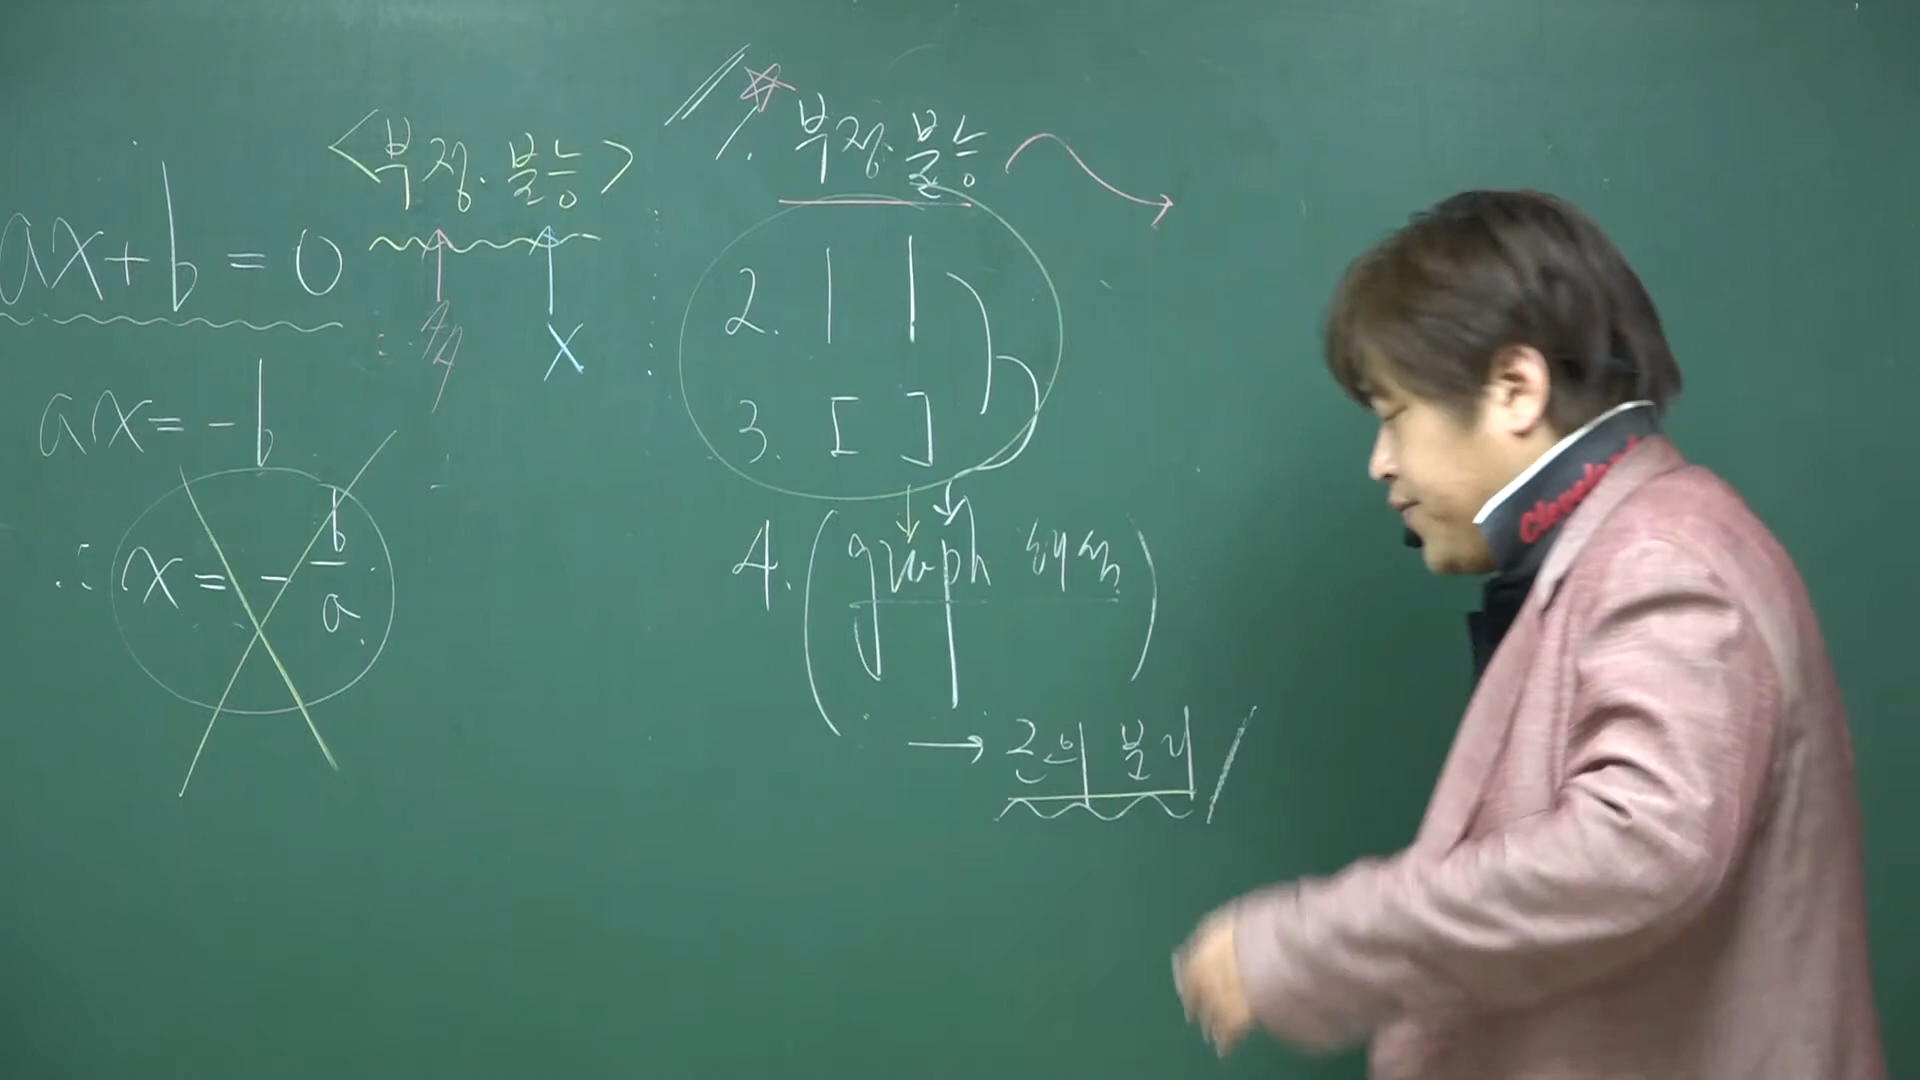 <부정·불능>
ax+b=0
X
ax=-b
∴ x=-b/a
1. 부정·불능
2. | |
3. [ ]
4. (graph 해석)
→ 근의 분리